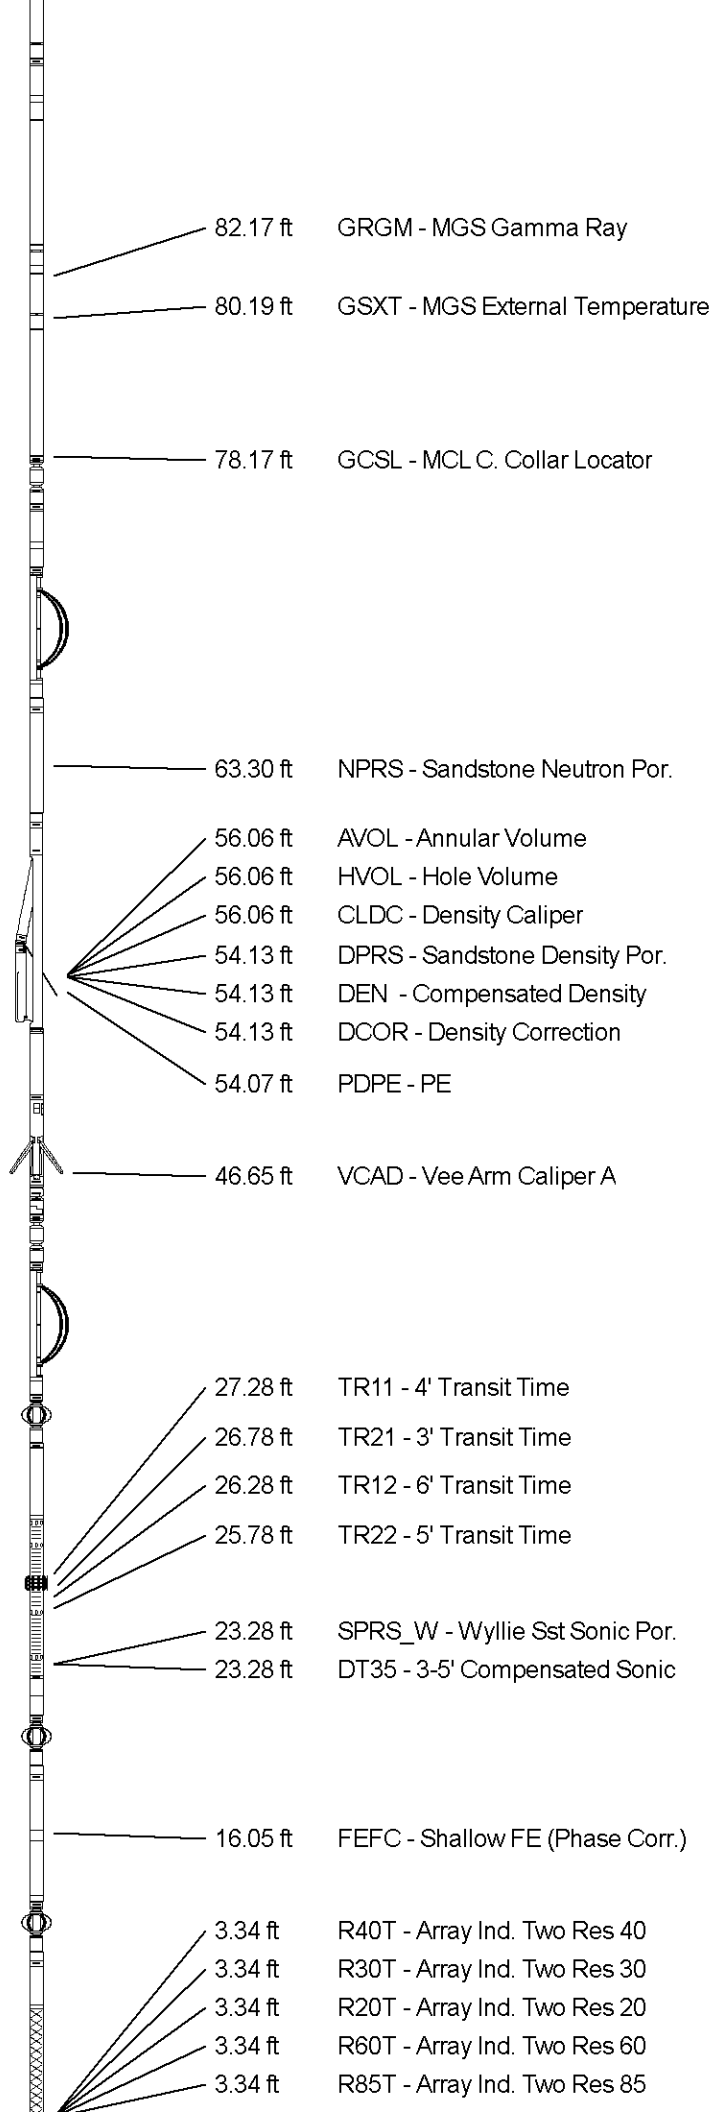 82.17 ft GRGM - MGS Gamma Ray
80.19 ft GSXT - MGS External Temperature
78.17 ft GCSL - MCL C. Collar Locator
63.30 ft NPRS - Sandstone Neutron Por.
56.06 ft AVOL - Annular Volume
56.06 ft HVOL - Hole Volume
56.06 ft CLDC - Density Caliper
54.13 ft DPRS - Sandstone Density Por.
54.13 ft DEN - Compensated Density
54.13 ft DCOR - Density Correction
54.07 ft PDPE - PE
46.65 ft VCAD - Vee Arm Caliper A
27.28 ft TR11 - 4' Transit Time
26.78 ft TR21 - 3' Transit Time
26.28 ft TR12 - 6' Transit Time
25.78 ft TR22 - 5' Transit Time
23.28 ft SPRS_W - Wyllie Sst Sonic Por.
23.28 ft DT35 - 3-5' Compensated Sonic
16.05 ft FEFC - Shallow FE (Phase Corr.)
3.34 ft R40T - Array Ind. Two Res 40
3.34 ft R30T - Array Ind. Two Res 30
3.34 ft R20T - Array Ind. Two Res 20
3.34 ft R60T - Array Ind. Two Res 60
3.34 ft R85T - Array Ind. Two Res 85